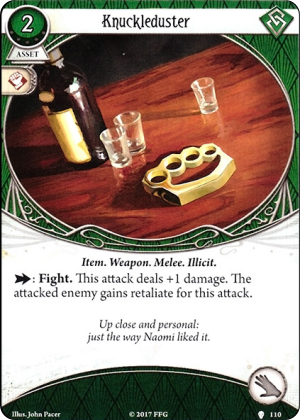 Knuckleduster
2
ASSET
Item. Weapon. Melee. Illicit.
: Fight. This attack deals +1 damage. The
attacked enemy gains retaliate for this attack.
Up close and personal:
just the way Naomi liked it.
Illus. John Pacer
© 2017 FFG
110